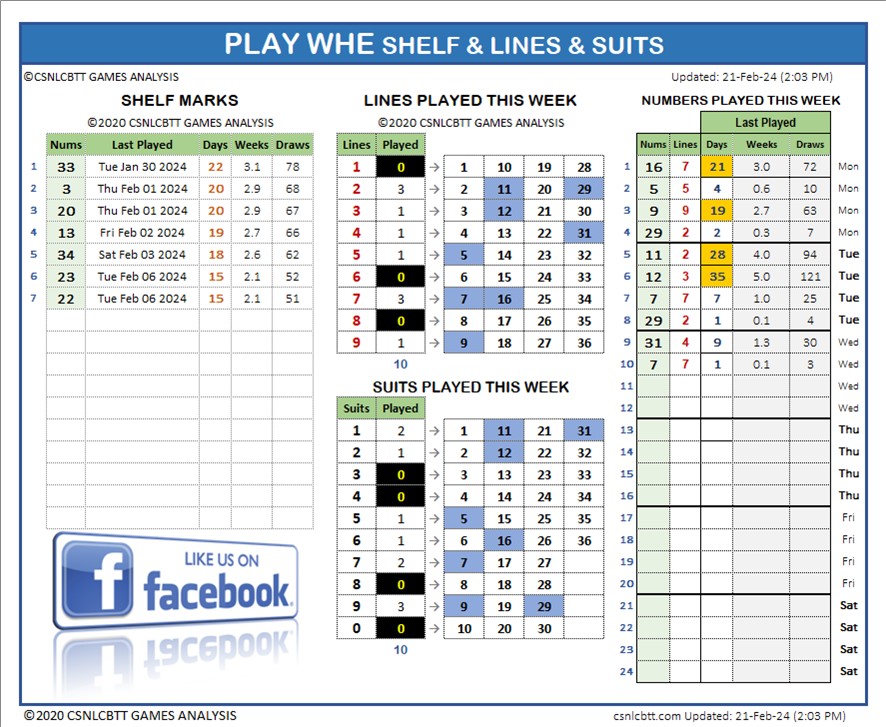 PLAY WHE SHELF & LINES & SUITS
©CSNLCBTT GAMES ANALYSIS
Updated: 21-Feb-24 (2:03 PM)
SHELF MARKS
©2020 CSNLCBTT GAMES ANALYSIS
Nums Last Played Days Weeks Draws
1 33 Tue Jan 30 2024 22 3.1 78
2 3 Thu Feb 01 2024 20 2.9 68
3 20 Thu Feb 01 2024 20 2.9 67
4 13 Fri Feb 02 2024 19 2.7 66
5 34 Sat Feb 03 2024 18 2.6 62
6 23 Tue Feb 06 2024 15 2.1 52
7 22 Tue Feb 06 2024 15 2.1 51
LIKE US ON
facebook
LINES PLAYED THIS WEEK
©2020 CSNLCBTT GAMES ANALYSIS
Lines Played
1 0 → 1 10 19 28
2 3 → 2 11 20 29
3 1 → 3 12 21 30
4 1 → 4 13 22 31
5 1 → 5 14 23 32
6 0 → 6 15 24 33
7 3 → 7 16 25 34
8 0 → 8 17 26 35
9 1 → 9 18 27 36
10
SUITS PLAYED THIS WEEK
Suits Played
1 2 → 1 11 21 31
2 1 → 2 12 22 32
3 0 → 3 13 23 33
4 0 → 4 14 24 34
5 1 → 5 15 25 35
6 1 → 6 16 26 36
7 2 → 7 17 27
8 0 → 8 18 28
9 3 → 9 19 29
0 0 → 10 20 30
10
NUMBERS PLAYED THIS WEEK
Last Played
Nums Lines Days Weeks Draws
1 16 7 21 3.0 72 Mon
2 5 5 4 0.6 10 Mon
3 9 9 19 2.7 63 Mon
4 29 2 2 0.3 7 Mon
5 11 2 28 4.0 94 Tue
6 12 3 35 5.0 121 Tue
7 7 7 7 1.0 25 Tue
8 29 2 1 0.1 4 Tue
9 31 4 9 1.3 30 Wed
10 7 7 1 0.1 3 Wed
11 Wed
12 Wed
13 Thu
14 Thu
15 Thu
16 Thu
17 Fri
18 Fri
19 Fri
20 Fri
21 Sat
22 Sat
23 Sat
24 Sat
©2020 CSNLCBTT GAMES ANALYSIS
csnlcbtt.com Updated: 21-Feb-24 (2:03 PM)